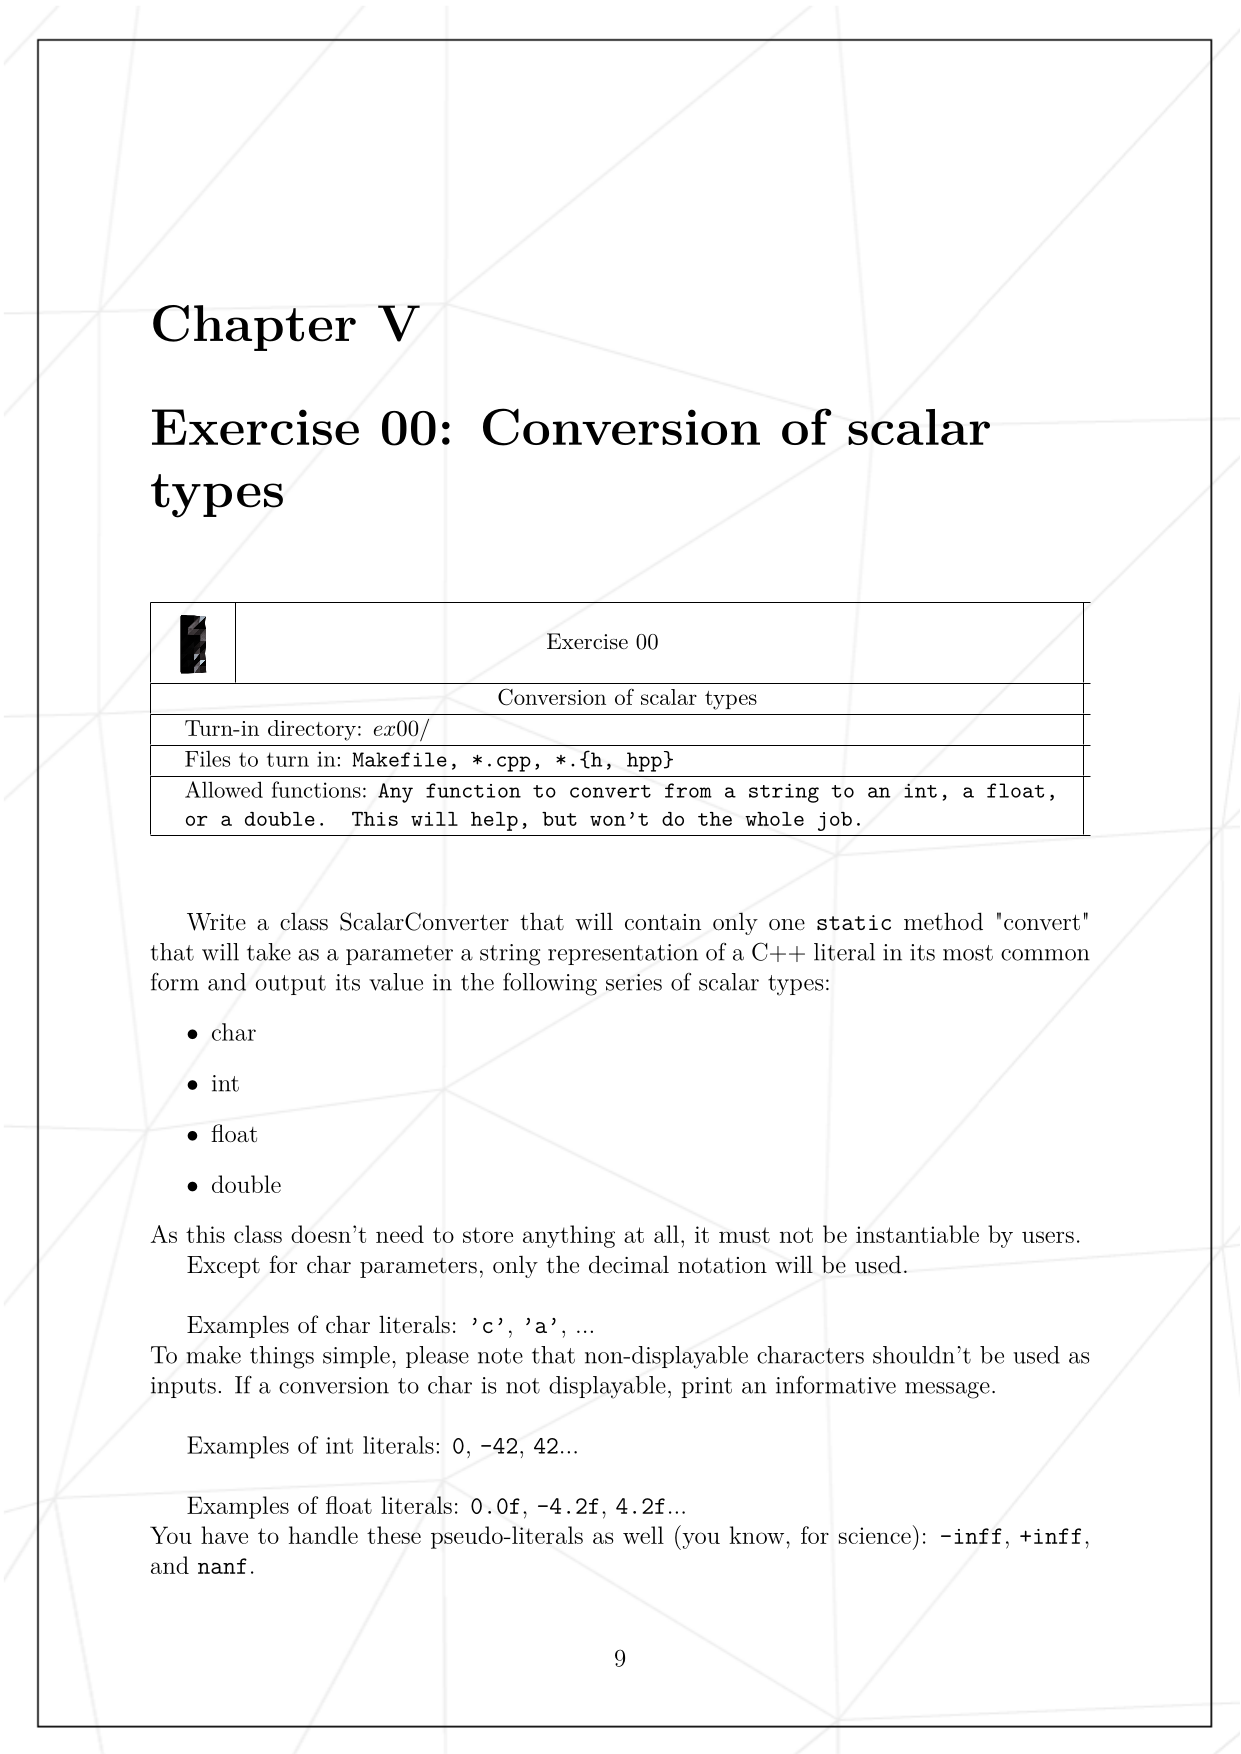 Chapter V
Exercise 00: Conversion of scalar
types
Exercise 00
Conversion of scalar types
Turn-in directory: ex00/
Files to turn in: Makefile, *.cpp, *.{h, hpp}
Allowed functions: Any function to convert from a string to an int, a float,
or a double. This will help, but won't do the whole job.
Write a class ScalarConverter that will contain only one static method "convert"
that will take as a parameter a string representation of a C++ literal in its most common
form and output its value in the following series of scalar types:
• char
• int
• float
• double
As this class doesn't need to store anything at all, it must not be instantiable by users.
Except for char parameters, only the decimal notation will be used.
Examples of char literals: 'c', 'a', ...
To make things simple, please note that non-displayable characters shouldn't be used as
inputs. If a conversion to char is not displayable, print an informative message.
Examples of int literals: 0, -42, 42...
Examples of float literals: 0.0f, -4.2f, 4.2f...
You have to handle these pseudo-literals as well (you know, for science): -inff, +inff,
and nanf.
9